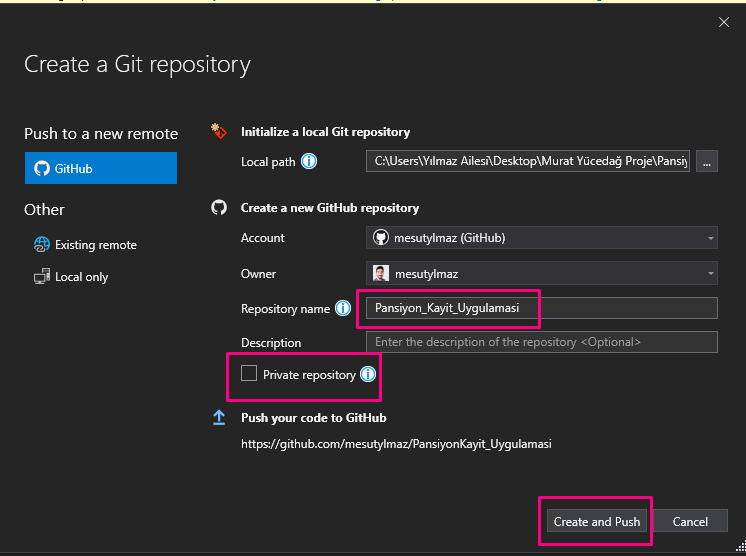 Create a Git repository
Push to a new remote
GitHub
Other
Existing remote
Local only
Initialize a local Git repository
Local path C:\Users\Yılmaz Ailesi\Desktop\Murat Yücedağ Proje\Pansiy ...
Create a new GitHub repository
Account mesutylmaz (GitHub)
Owner mesutylmaz
Repository name Pansiyon_Kayit_Uygulamasi
Description Enter the description of the repository <Optional>
Private repository
Push your code to GitHub
https://github.com/mesutylmaz/PansiyonKayit_Uygulamasi
Create and Push Cancel